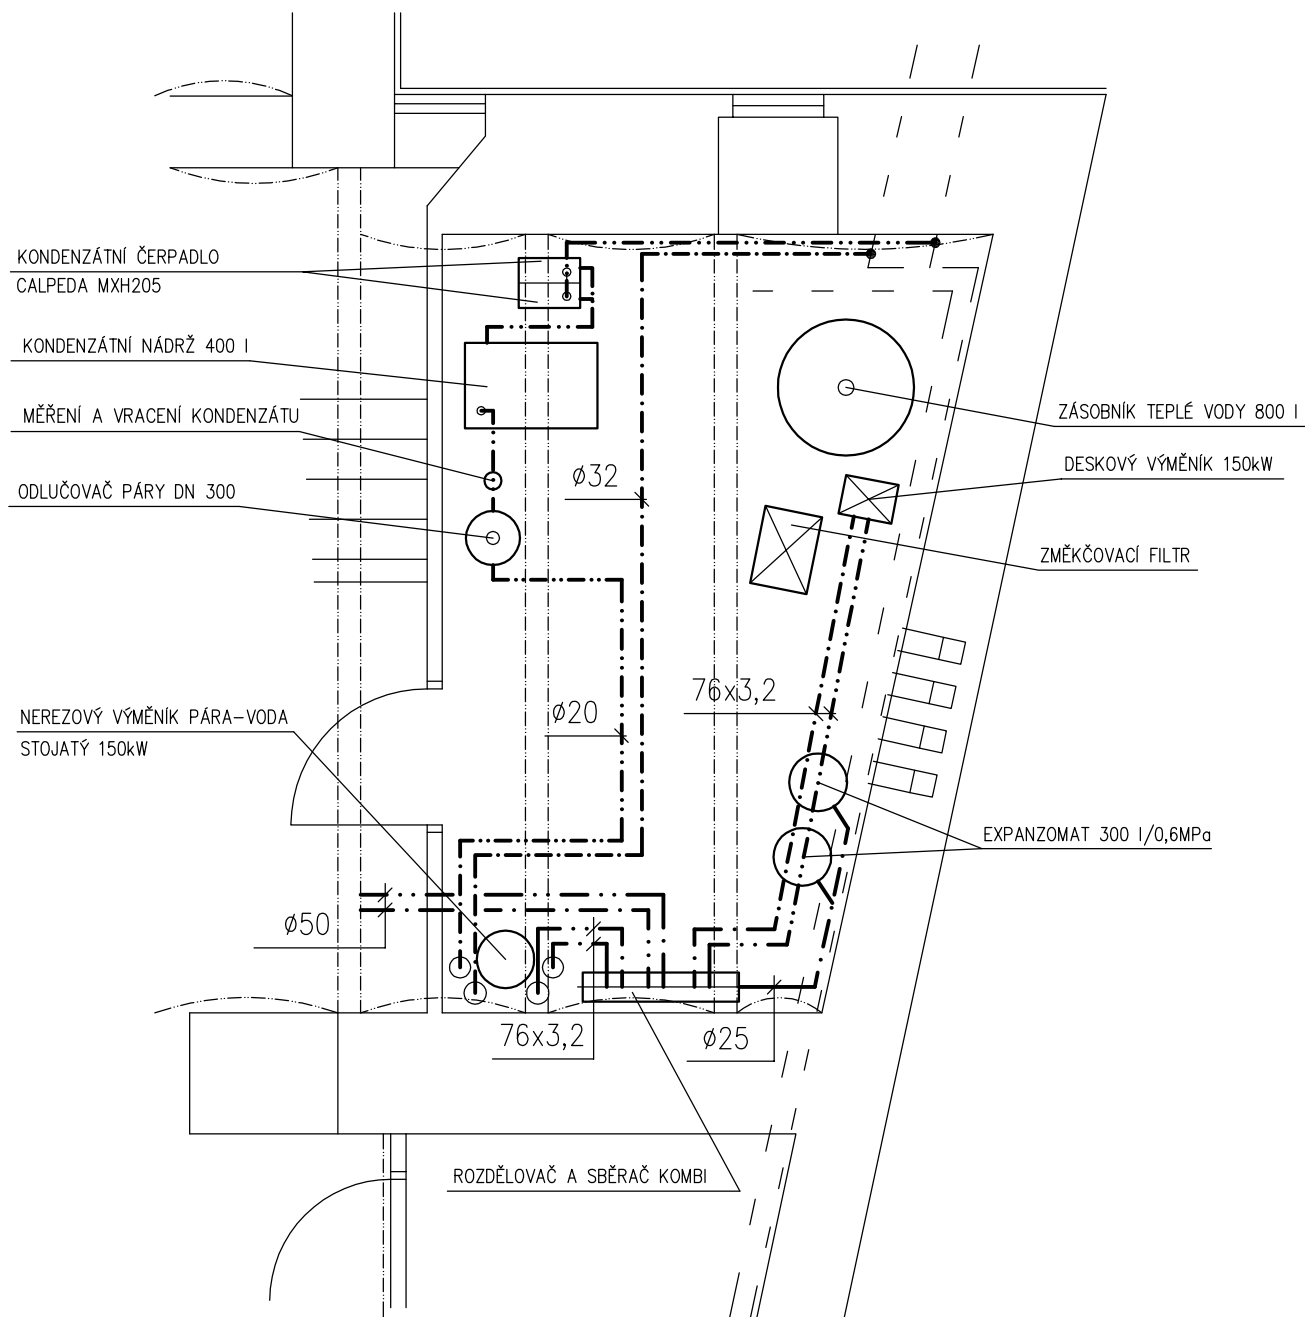 KONDENZÁTNÍ ČERPADLO
CALPEDA MXH205
KONDENZÁTNÍ NÁDRŽ 400 l
MĚŘENÍ A VRACENÍ KONDENZÁTU
ODLUČOVAČ PÁRY DN 300
ZÁSOBNÍK TEPLÉ VODY 800 l
DESKOVÝ VÝMĚNÍK 150kW
ø32
ZMĚKČOVACÍ FILTR
76x3,2
ø20
NEREZOVÝ VÝMĚNÍK PÁRA-VODA
STOJATÝ 150kW
EXPANZOMAT 300 l/0,6MPa
ø50
76x3,2
ø25
ROZDĚLOVAČ A SBĚRAČ KOMBI